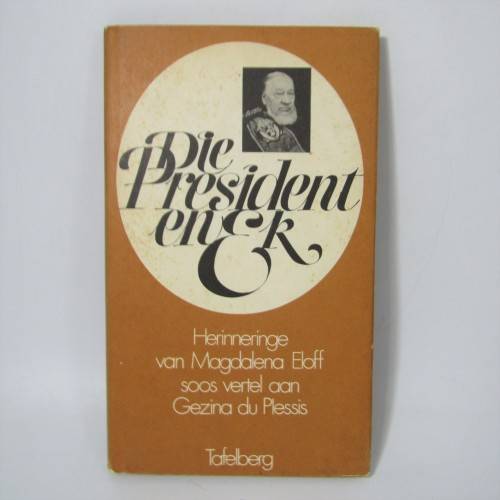 Die
President
en Ek
Herinneringe
van Magdalena Eloff
soos vertel aan
Gezina du Plessis
Tafelberg